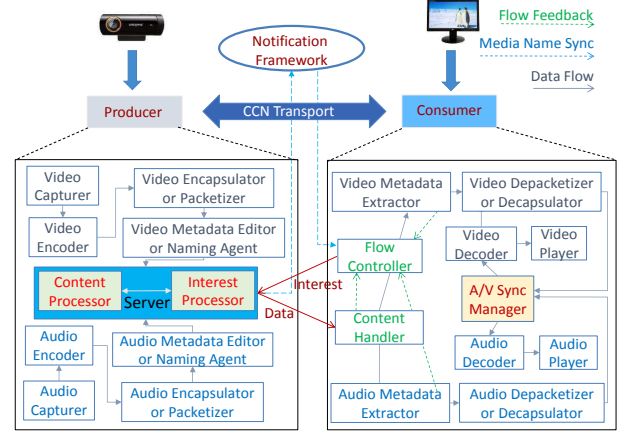 Flow Feedback
Media Name Sync
Data Flow
Notification
Framework
Producer
CCN Transport
Consumer
Video
Capturer
Video Encapsulator
or Packetizer
Video
Encoder
Video Metadata Editor
or Naming Agent
Content
Processor
Server
Interest
Processor
Audio
Encoder
Audio Metadata Editor
or Naming Agent
Audio
Capturer
Audio Encapsulator
or Packetizer
Interest
Data
Video Metadata
Extractor
Video Depacketizer
or Decapsulator
Flow
Controller
Video
Decoder
Video
Player
A/V Sync
Manager
Content
Handler
Audio
Decoder
Audio
Player
Audio Metadata
Extractor
Audio Depacketizer
or Decapsulator